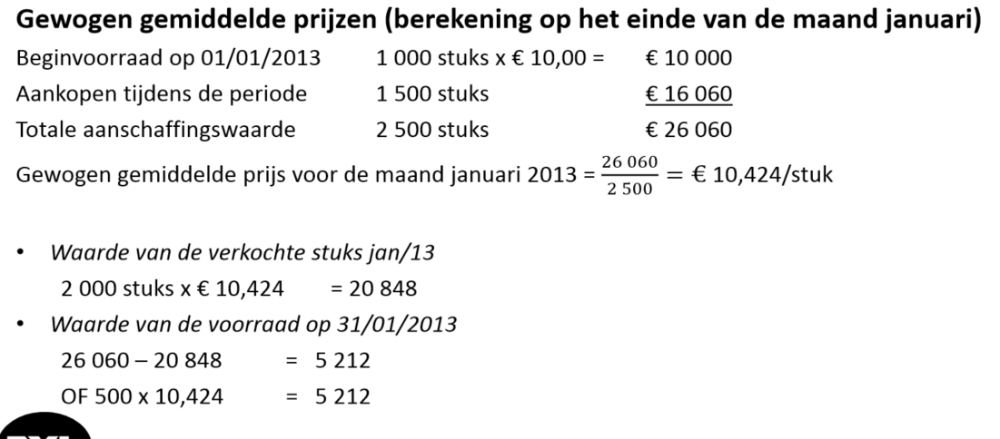 Gewogen gemiddelde prijzen (berekening op het einde van de maand januari)
Beginvoorraad op 01/01/2013 1 000 stuks x € 10,00 = € 10 000
Aankopen tijdens de periode 1 500 stuks € 16 060
Totale aanschaffingswaarde 2 500 stuks € 26 060
Gewogen gemiddelde prijs voor de maand januari 2013 = 26 060 / 2 500 = € 10,424/stuk
• Waarde van de verkochte stuks jan/13
2 000 stuks x € 10,424 = 20 848
• Waarde van de voorraad op 31/01/2013
26 060 – 20 848 = 5 212
OF 500 x 10,424 = 5 212